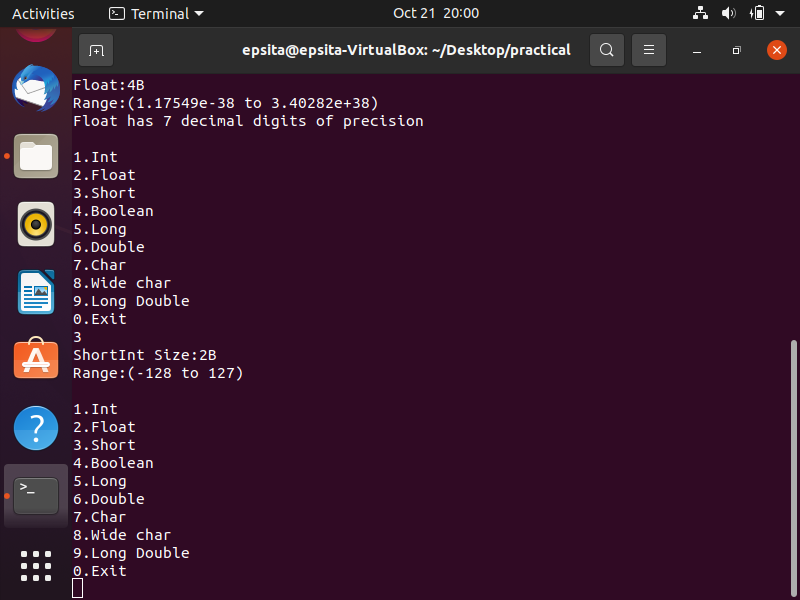 Activities
Terminal
Oct 21 20:00
epsita@epsita-VirtualBox: ~/Desktop/practical
Float:4B
Range:(1.17549e-38 to 3.40282e+38)
Float has 7 decimal digits of precision
1.Int
2.Float
3.Short
4.Boolean
5.Long
6.Double
7.Char
8.Wide char
9.Long Double
0.Exit
3
ShortInt Size:2B
Range:(-128 to 127)
1.Int
2.Float
3.Short
4.Boolean
5.Long
6.Double
7.Char
8.Wide char
9.Long Double
0.Exit